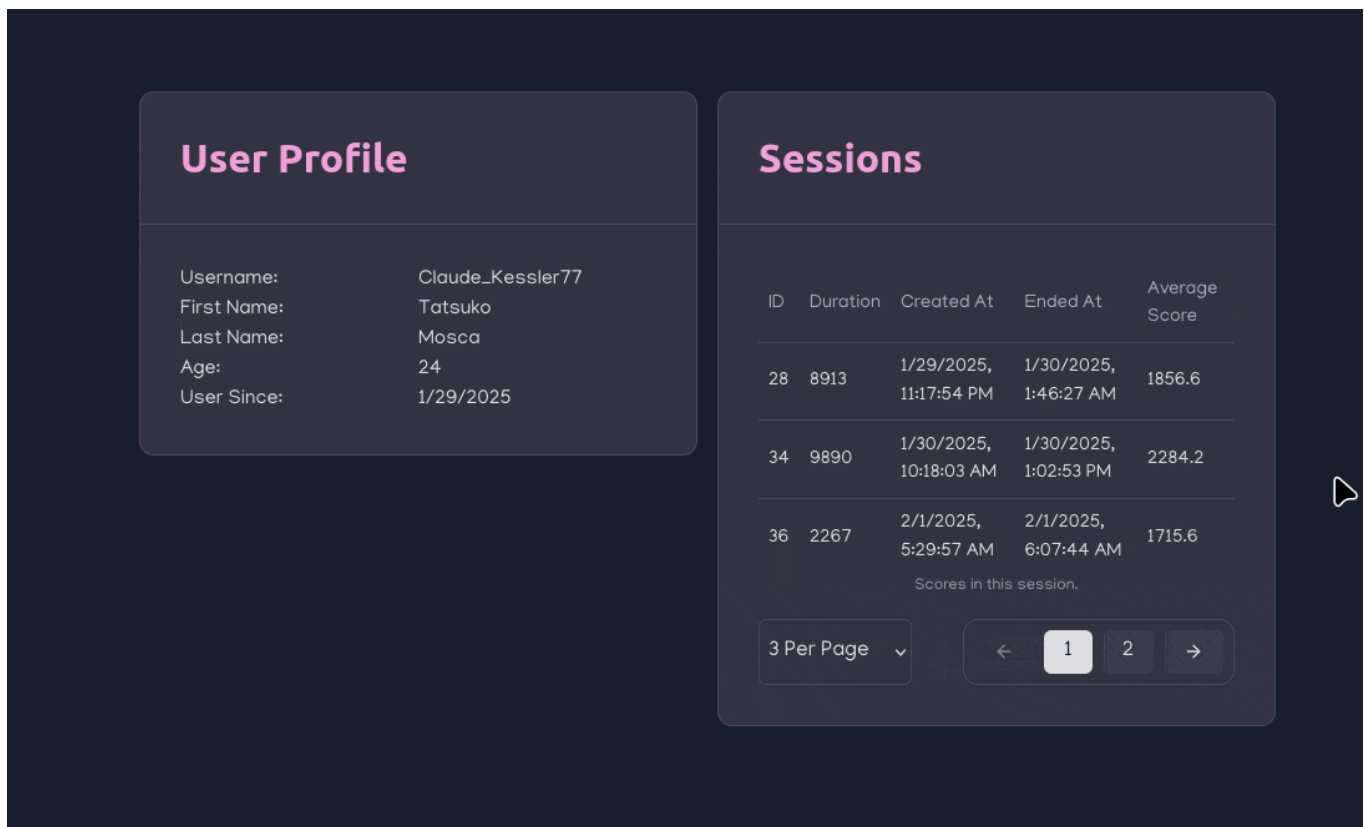 User Profile
Username: Claude_Kessler77
First Name: Tatsuko
Last Name: Mosca
Age: 24
User Since: 1/29/2025
Sessions
ID Duration Created At Ended At Average Score
28 8913 1/29/2025, 11:17:54 PM 1/30/2025, 1:46:27 AM 1856.6
34 9890 1/30/2025, 10:18:03 AM 1/30/2025, 1:02:53 PM 2284.2
36 2267 2/1/2025, 5:29:57 AM 2/1/2025, 6:07:44 AM 1715.6
Scores in this session.
3 Per Page
1 2